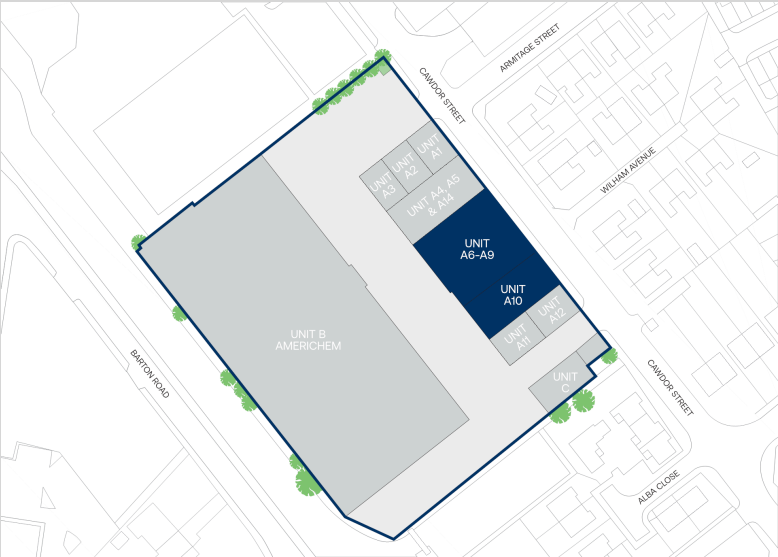 ARMITAGE STREET
CAWDOR STREET
UNIT
A1
UNIT
A2
UNIT
A3
WILHAM AVENUE
UNIT A4, A5
& A14
UNIT
A6-A9
UNIT
A10
UNIT
A12
UNIT
A11
UNIT B
AMERICHEM
BARTON ROAD
UNIT
C
CAWDOR STREET
ALBA CLOSE